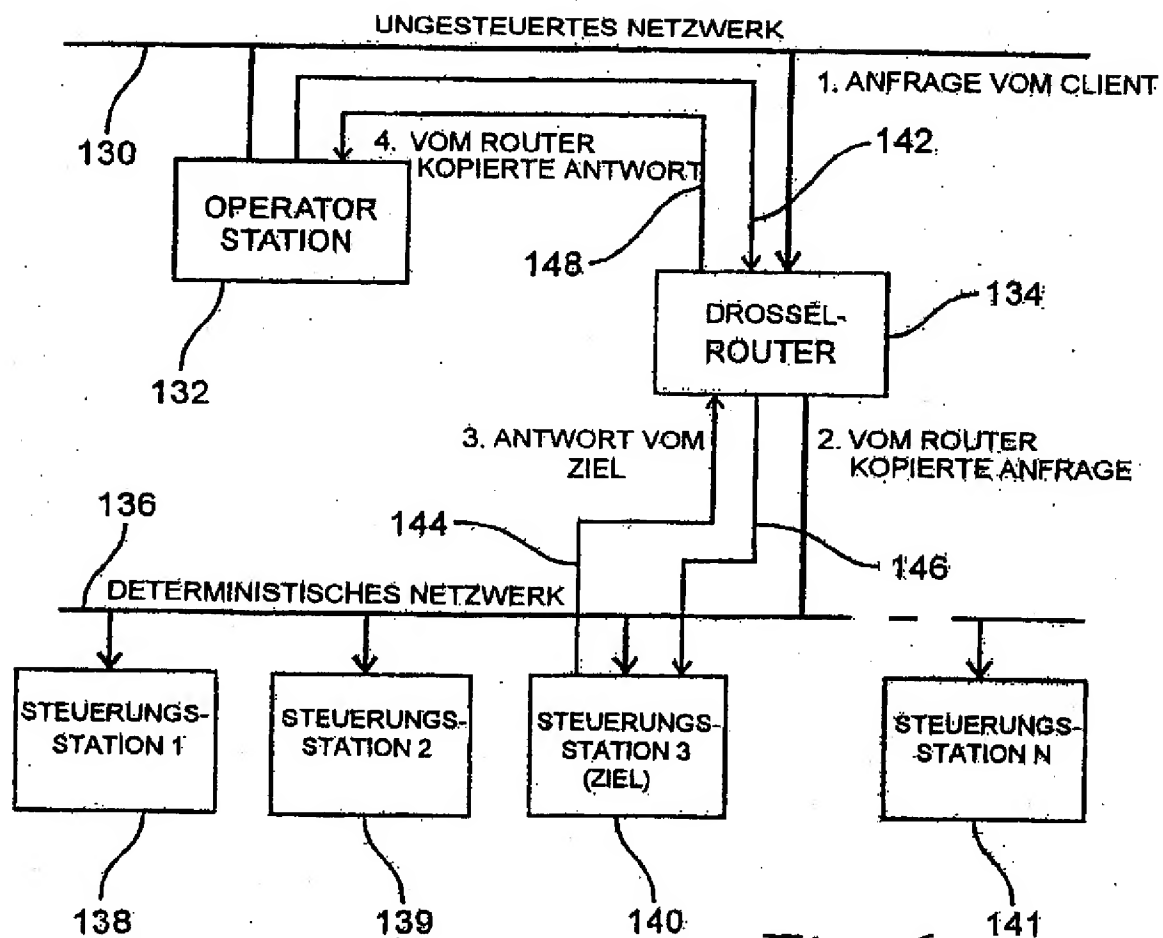 UNGESTEUERTES NETZWERK
1. ANFRAGE VOM CLIENT
130
4. VOM ROUTER
KOPIERTE ANTWORT
142
OPERATOR
STATION
148
134
DROSSEL-
ROUTER
132
3. ANTWORT VOM
ZIEL
2. VOM ROUTER
KOPIERTE ANFRAGE
136
144
146
DETERMINISTISCHES NETZWERK
STEUERUNGS-
STATION 1
STEUERUNGS-
STATION 2
STEUERUNGS-
STATION 3
(ZIEL)
STEUERUNGS-
STATION N
138
139
140
141